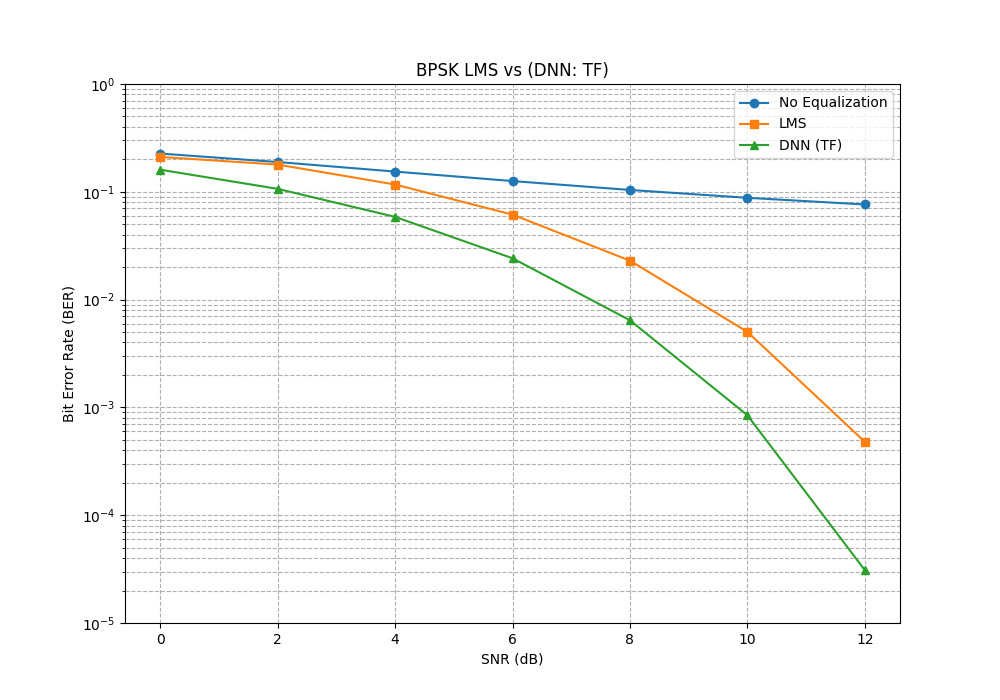 BPSK LMS vs (DNN: TF)
No Equalization
LMS
DNN (TF)
Bit Error Rate (BER)
10⁰
10⁻¹
10⁻²
10⁻³
10⁻⁴
10⁻⁵
0 2 4 6 8 10 12
SNR (dB)